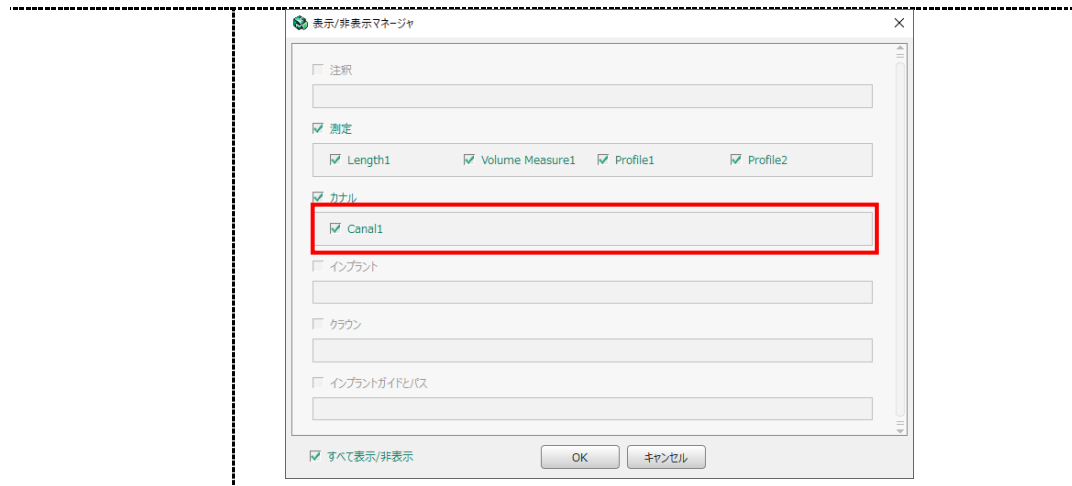 表示/非表示マネージャ
注釈
測定
Length1 Volume Measure1 Profile1 Profile2
カナル
Canal1
インプラント
クラウン
インプラントガイドとパス
すべて表示/非表示 OK キャンセル